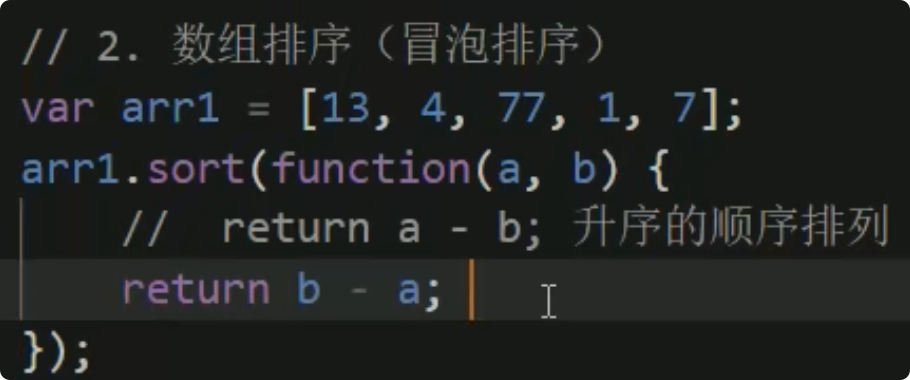 // 2. 数组排序（冒泡排序）
var arr1 = [13, 4, 77, 1, 7];
arr1.sort(function(a, b) {
    //  return a - b; 升序的顺序排列
    return b - a;
});